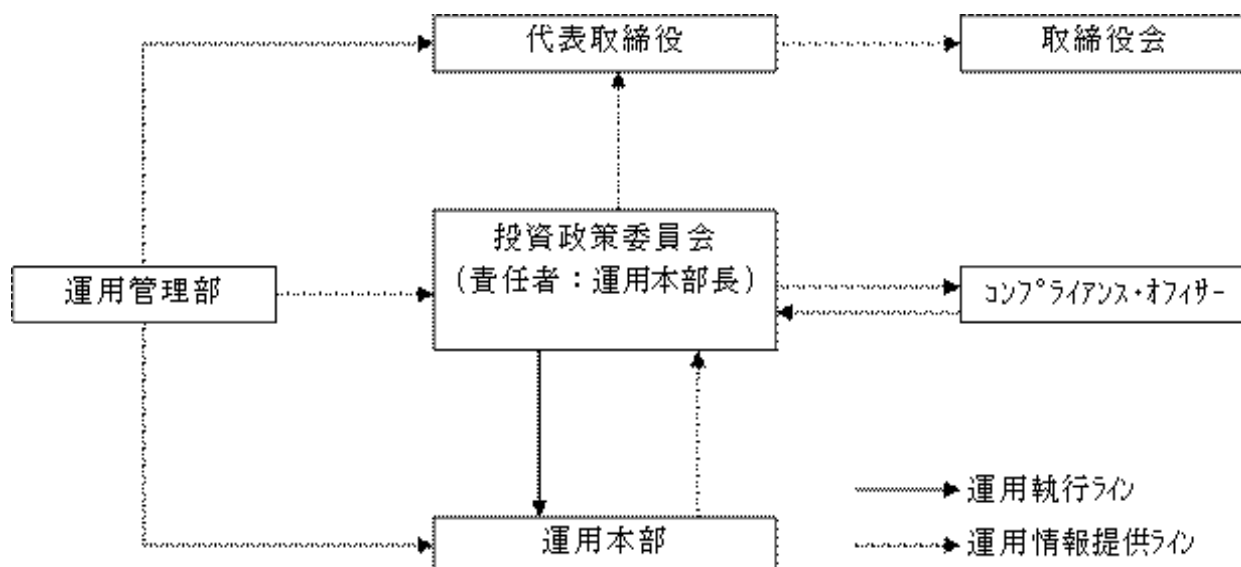 代表取締役
取締役会
投資政策委員会
(責任者：運用本部長)
運用管理部
ｺﾝﾌﾟﾗｲｱﾝｽ･ｵﾌｨｻｰ
運用執行ﾗｲﾝ
運用本部
運用情報提供ﾗｲﾝ